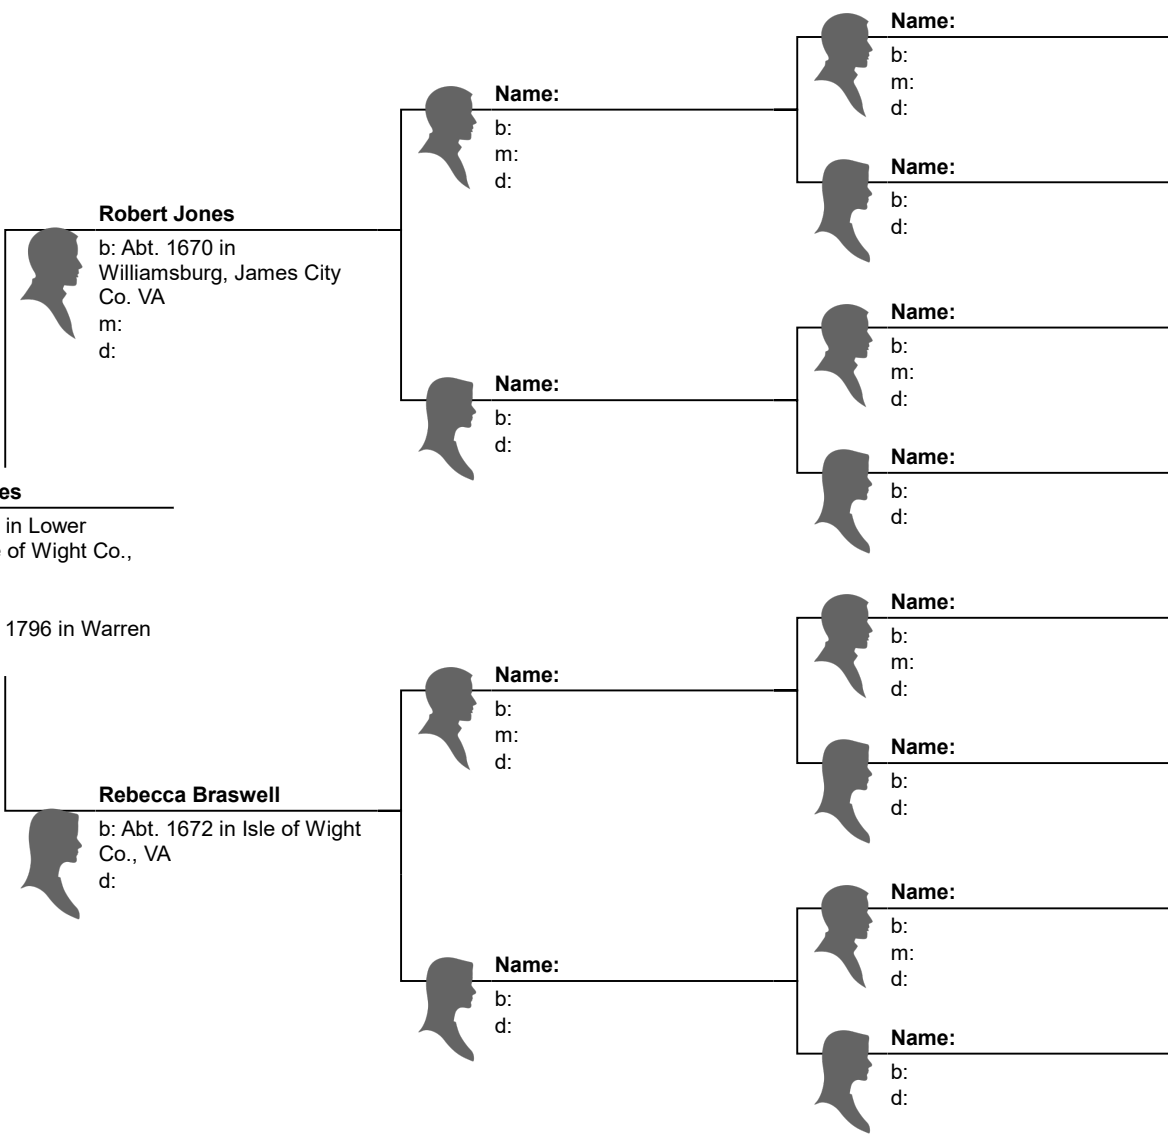 Robert Jones
b: Abt. 1670 in
Williamsburg, James City
Co. VA
m:
d:
es
in Lower
of Wight Co.,
1796 in Warren
Rebecca Braswell
b: Abt. 1672 in Isle of Wight
Co., VA
d:
Name:
b:
m:
d:
Name:
b:
d:
Name:
b:
m:
d:
Name:
b:
d:
Name:
b:
m:
d:
Name:
b:
d:
Name:
b:
m:
d:
Name:
b:
d:
Name:
b:
m:
d:
Name:
b:
d:
Name:
b:
m:
d:
Name:
b:
d: